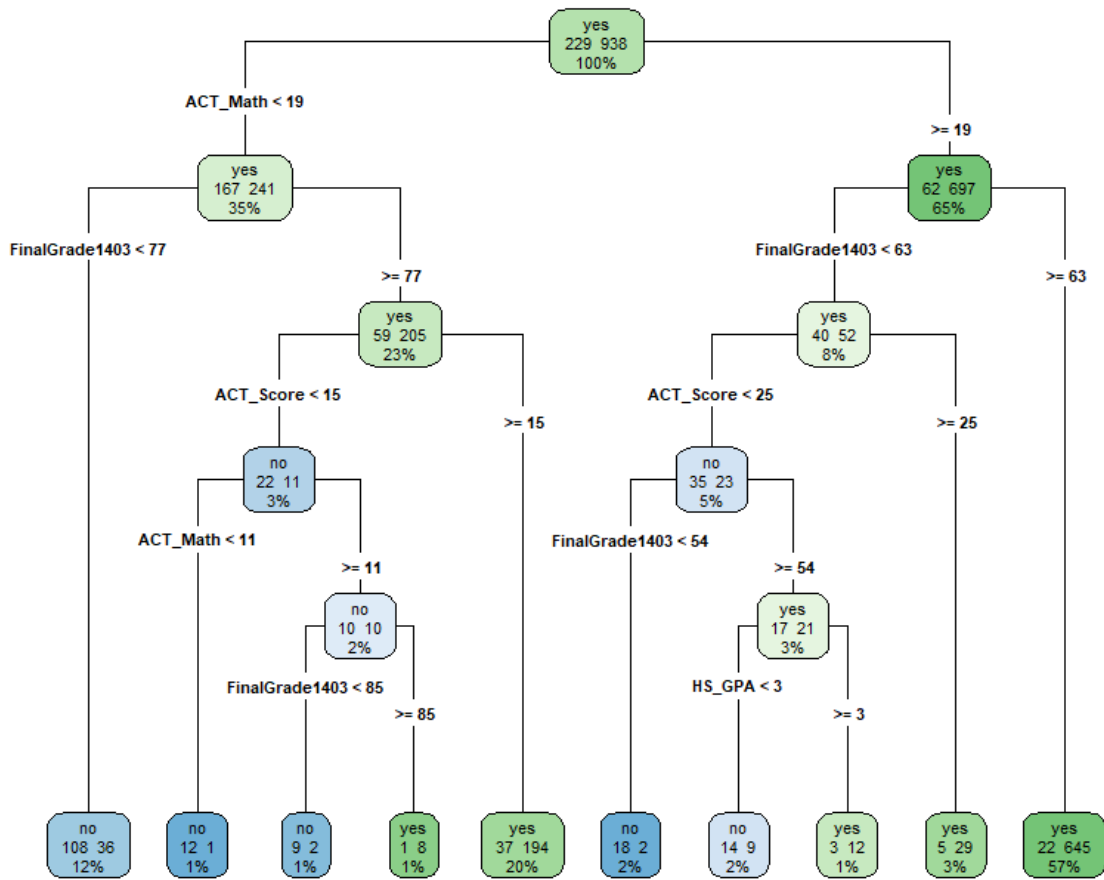 yes
229 938
100%
ACT_Math < 19
>= 19
yes
167 241
35%
yes
62 697
65%
FinalGrade1403 < 77
>= 77
FinalGrade1403 < 63
>= 63
yes
59 205
23%
yes
40 52
8%
ACT_Score < 15
>= 15
ACT_Score < 25
>= 25
no
22 11
3%
no
35 23
5%
ACT_Math < 11
>= 11
FinalGrade1403 < 54
>= 54
no
10 10
2%
yes
17 21
3%
FinalGrade1403 < 85
>= 85
HS_GPA < 3
>= 3
no
108 36
12%
no
12 1
1%
no
9 2
1%
yes
1 8
1%
yes
37 194
20%
no
18 2
2%
no
14 9
2%
yes
3 12
1%
yes
5 29
3%
yes
22 645
57%